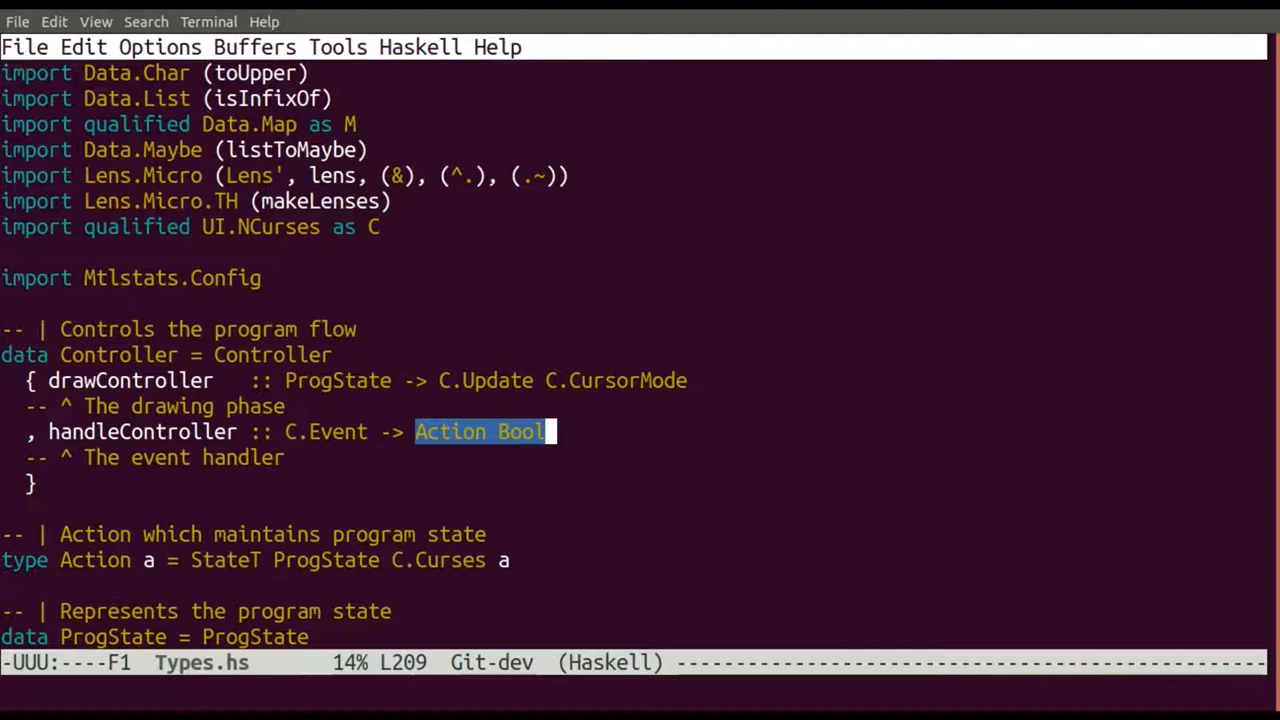 File Edit View Search Terminal Help
File Edit Options Buffers Tools Haskell Help
import Data.Char (toUpper)
import Data.List (isInfixOf)
import qualified Data.Map as M
import Data.Maybe (listToMaybe)
import Lens.Micro (Lens', lens, (&), (^.), (.~))
import Lens.Micro.TH (makeLenses)
import qualified UI.NCurses as C
import Mtlstats.Config
-- | Controls the program flow
data Controller = Controller
  { drawController   :: ProgState -> C.Update C.CursorMode
  -- ^ The drawing phase
  , handleController :: C.Event -> Action Bool
  -- ^ The event handler
  }
-- | Action which maintains program state
type Action a = StateT ProgState C.Curses a
-- | Represents the program state
data ProgState = ProgState
-UUU:----F1  Types.hs       14% L209  Git-dev  (Haskell) --------------------------------------------------